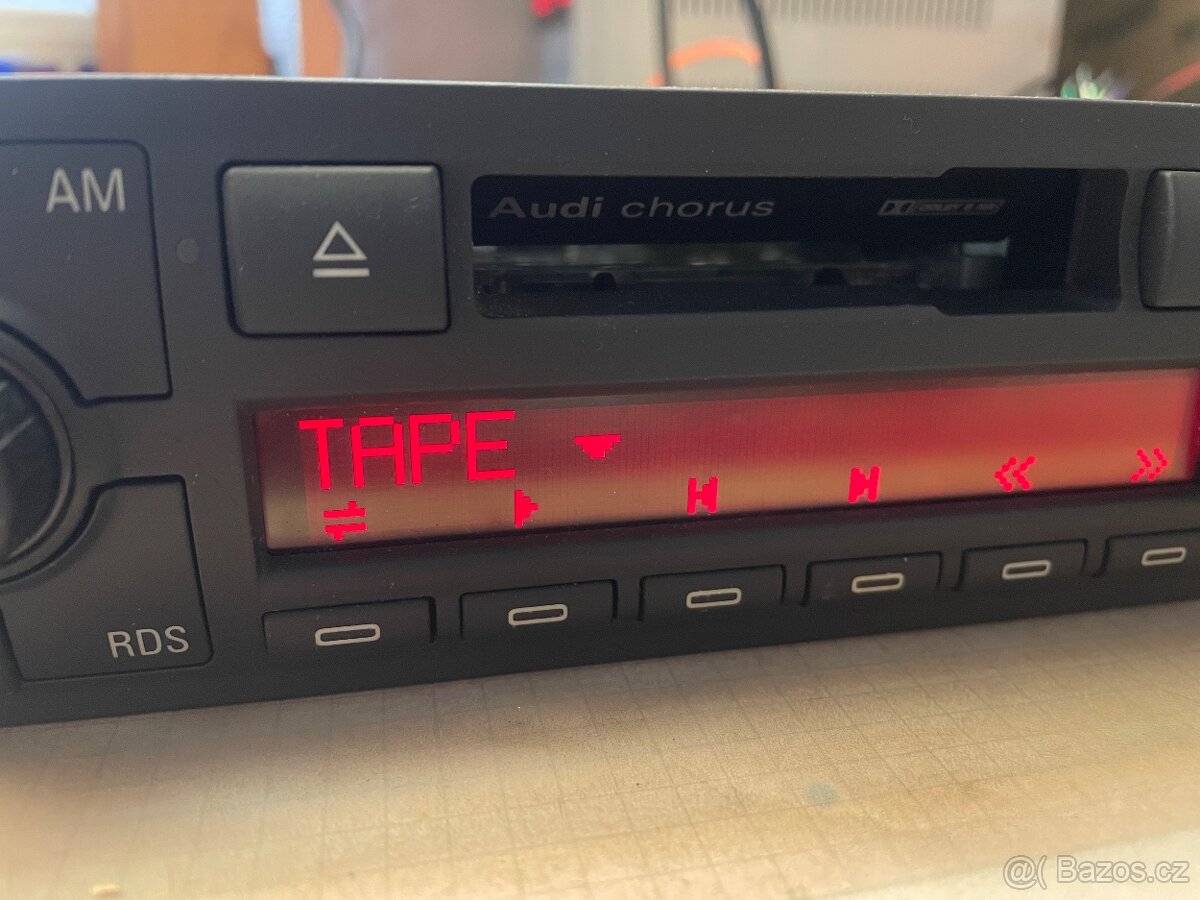 AM
Audi chorus
TAPE
RDS
@( Bazos.cz